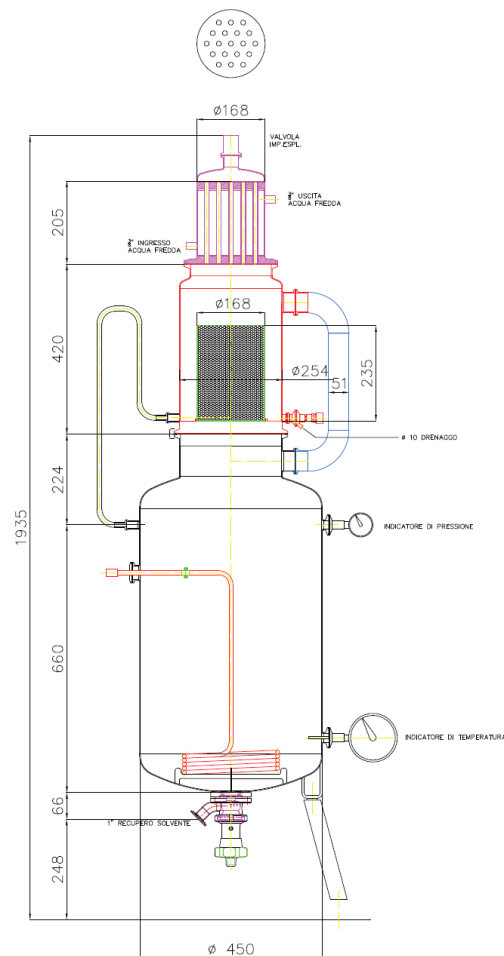 ø168
VALVOLA
IMP.ESPL.
¾" USCITA
ACQUA FREDDA
205
¾" INGRESSO
ACQUA FREDDA
ø168
420
235
ø254
51
ø 10 DRENAGGO
224
1935
INDICATORE DI PRESSIONE
660
INDICATORE DI TEMPERATURA
66
1" RECUPERO SOLVENTE
248
ø 450